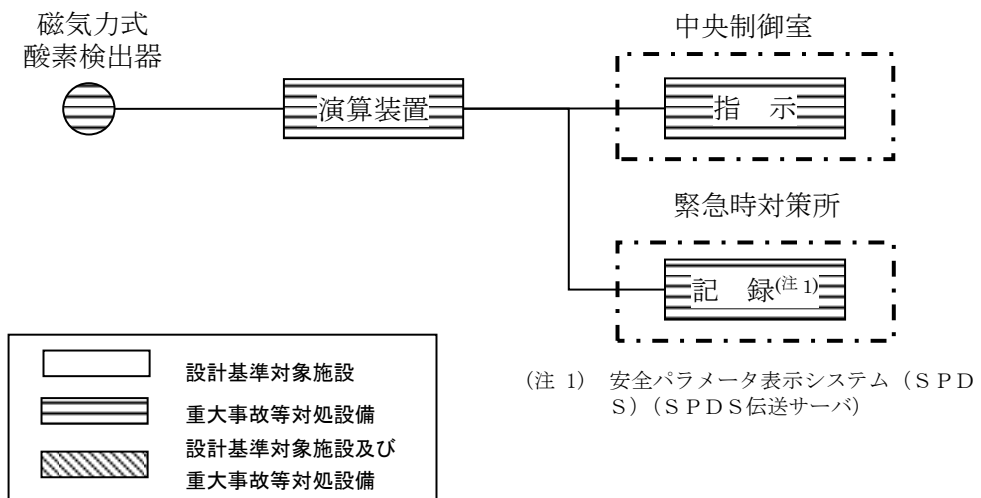 磁気力式
酸素検出器
演算装置
中央制御室
指　示
緊急時対策所
記　録(注 1)
(注 1)　安全パラメータ表示システム（ＳＰＤ
Ｓ）（ＳＰＤＳ伝送サーバ）
設計基準対象施設
重大事故等対処設備
設計基準対象施設及び
重大事故等対処設備